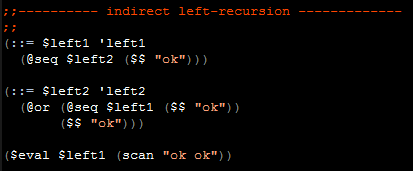 ;;---------- indirect left-recursion -------------
;;
(::= $left1 'left1
  (@seq $left2 ($$ "ok")))
(::= $left2 'left2
  (@or (@seq $left1 ($$ "ok"))
       ($$ "ok")))
($eval $left1 (scan "ok ok"))